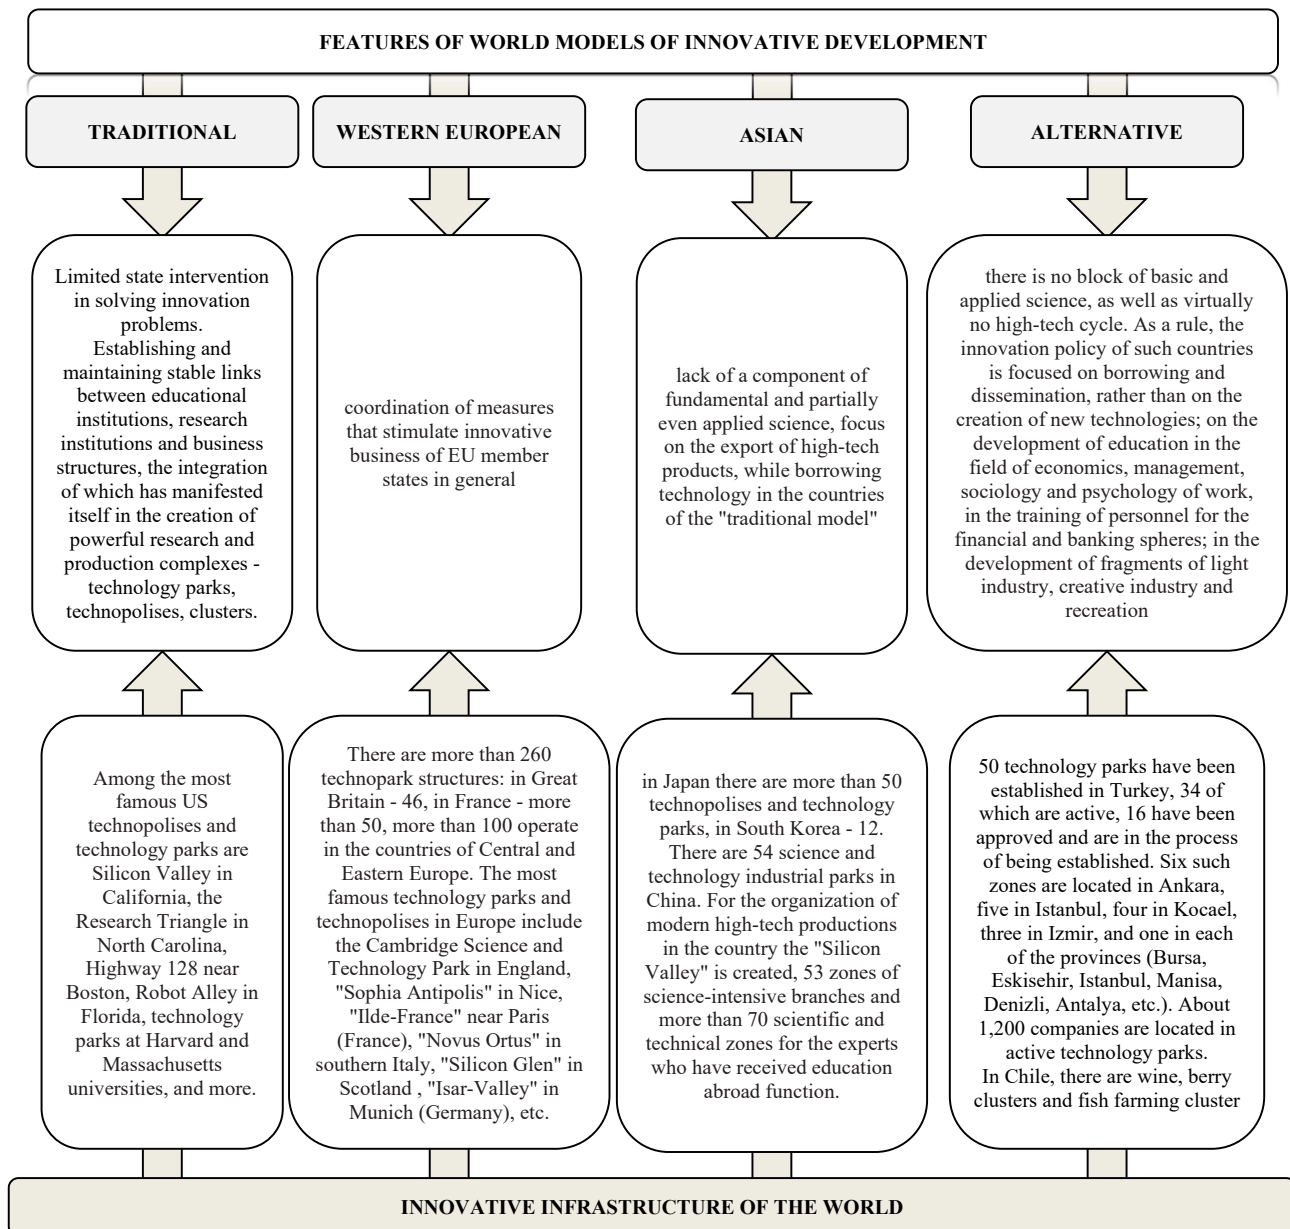 FEATURES OF WORLD MODELS OF INNOVATIVE DEVELOPMENT
TRADITIONAL
WESTERN EUROPEAN
ASIAN
ALTERNATIVE
Limited state intervention
in solving innovation
problems.
Establishing and
maintaining stable links
between educational
institutions, research
institutions and business
structures, the integration
of which has manifested
itself in the creation of
powerful research and
production complexes -
technology parks,
technopolises, clusters.
coordination of measures
that stimulate innovative
business of EU member
states in general
lack of a component of
fundamental and partially
even applied science, focus
on the export of high-tech
products, while borrowing
technology in the countries
of the "traditional model"
there is no block of basic and
applied science, as well as virtually
no high-tech cycle. As a rule, the
innovation policy of such countries
is focused on borrowing and
dissemination, rather than on the
creation of new technologies; on the
development of education in the
field of economics, management,
sociology and psychology of work,
in the training of personnel for the
financial and banking spheres; in the
development of fragments of light
industry, creative industry and
recreation
Among the most
famous US
technopolises and
technology parks are
Silicon Valley in
California, the
Research Triangle in
North Carolina,
Highway 128 near
Boston, Robot Alley in
Florida, technology
parks at Harvard and
Massachusetts
universities, and more.
There are more than 260
technopark structures: in Great
Britain - 46, in France - more
than 50, more than 100 operate
in the countries of Central and
Eastern Europe. The most
famous technology parks and
technopolises in Europe include
the Cambridge Science and
Technology Park in England,
"Sophia Antipolis" in Nice,
"Ilde-France" near Paris
(France), "Novus Ortus" in
southern Italy, "Silicon Glen" in
Scotland , "Isar-Valley" in
Munich (Germany), etc.
in Japan there are more than 50
technopolises and technology
parks, in South Korea - 12.
There are 54 science and
technology industrial parks in
China. For the organization of
modern high-tech productions
in the country the "Silicon
Valley" is created, 53 zones of
science-intensive branches and
more than 70 scientific and
technical zones for the experts
who have received education
abroad function.
50 technology parks have been
established in Turkey, 34 of
which are active, 16 have been
approved and are in the process
of being established. Six such
zones are located in Ankara,
five in Istanbul, four in Kocael,
three in Izmir, and one in each
of the provinces (Bursa,
Eskisehir, Istanbul, Manisa,
Denizli, Antalya, etc.). About
1,200 companies are located in
active technology parks.
In Chile, there are wine, berry
clusters and fish farming cluster
INNOVATIVE INFRASTRUCTURE OF THE WORLD